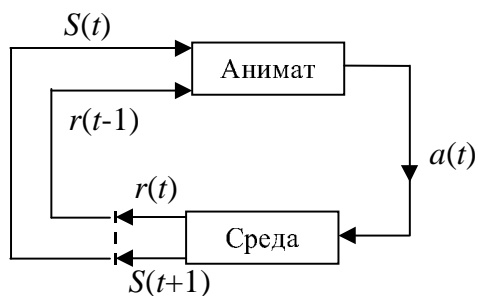 S(t)
Анимат
r(t-1)
a(t)
r(t)
Среда
S(t+1)